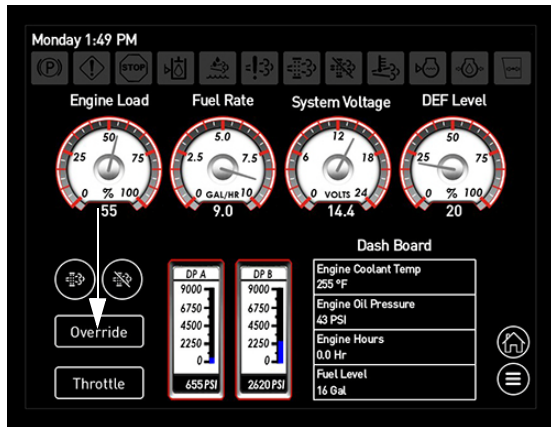 Monday 1:49 PM
(P) STOP
Engine Load Fuel Rate System Voltage DEF Level
50 5.0 12 50
25 75 2.5 7.5 6 18 25 75
0 % 100 0 GAL/HR 10 0 VOLTS 24 0 % 100
55 9.0 14.4 20
Dash Board
DP A DP B
9000 9000
6750 6750
4500 4500
2250 2250
0 0
655 PSI 2620 PSI
Engine Coolant Temp
255 °F
Engine Oil Pressure
43 PSI
Engine Hours
0.0 Hr
Fuel Level
16 Gal
Override
Throttle